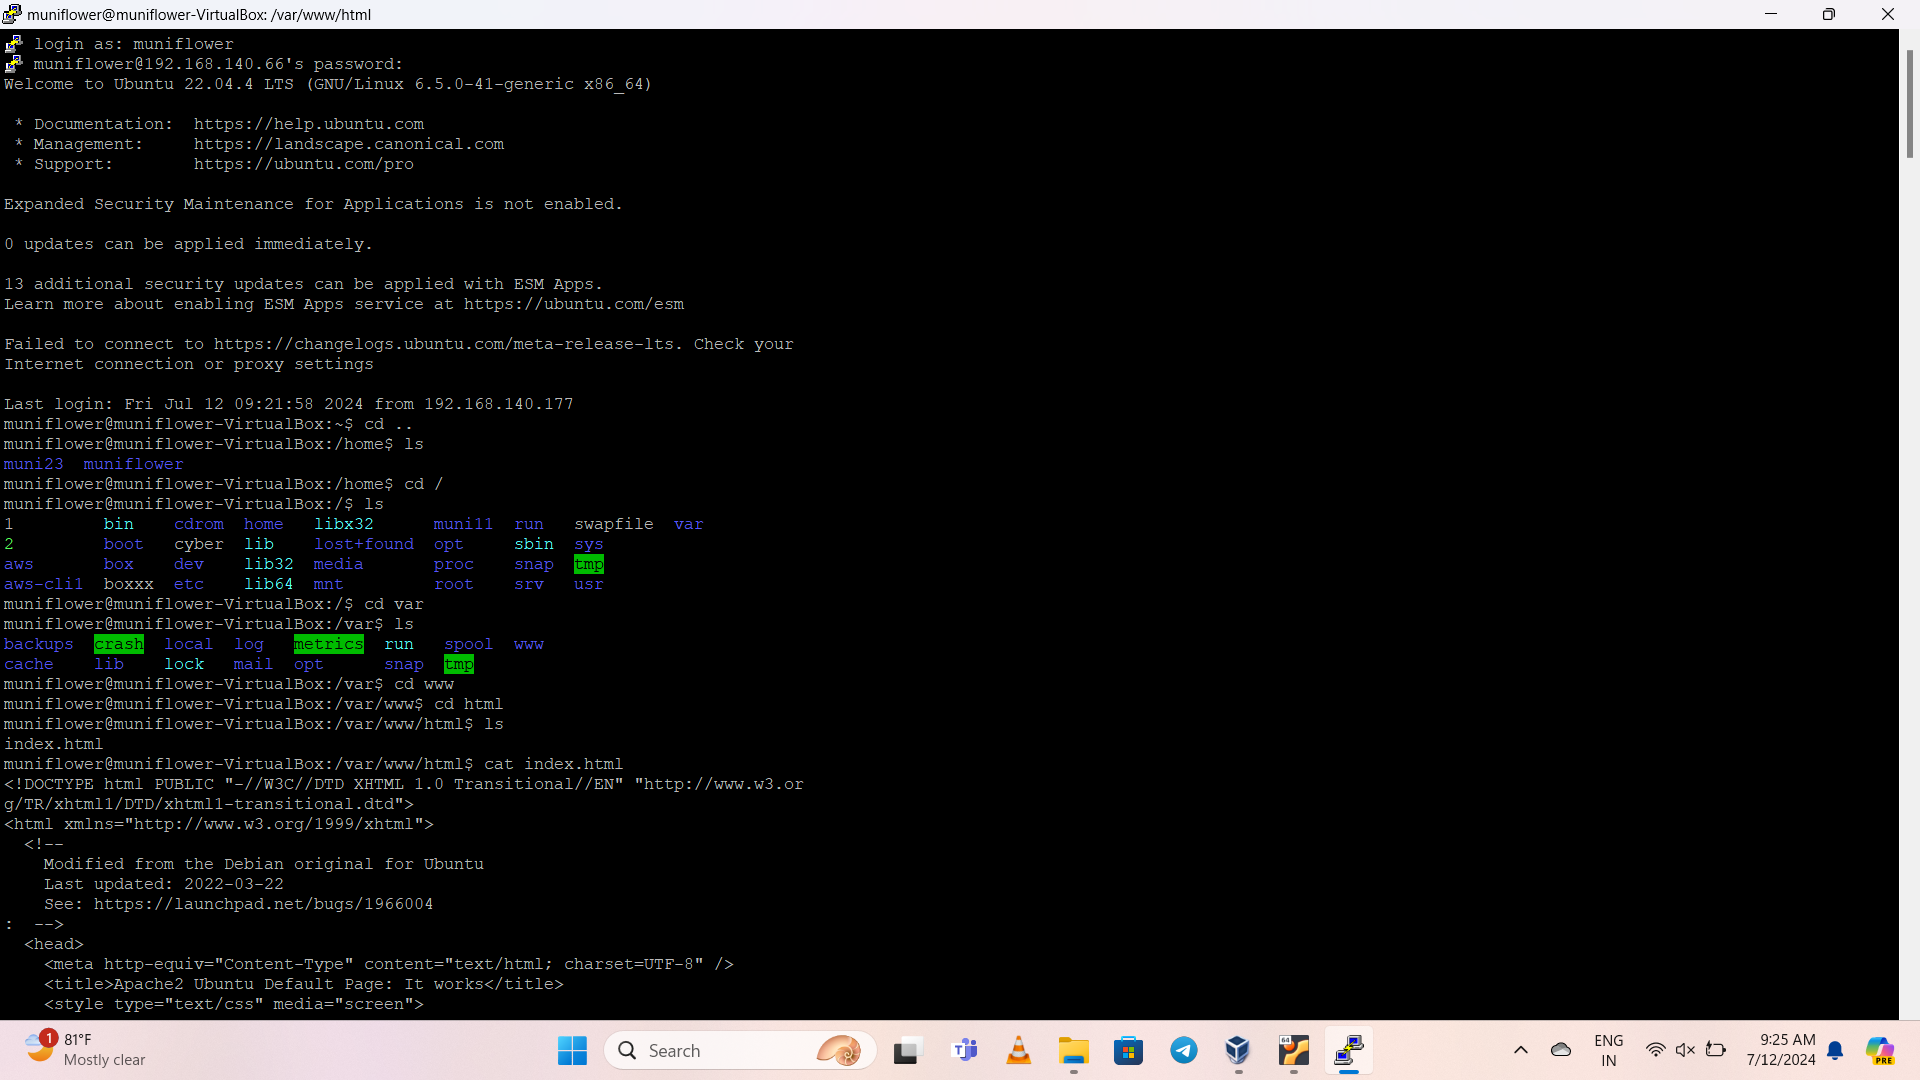 muniflower@muniflower-VirtualBox: /var/www/html
login as: muniflower
muniflower@192.168.140.66's password:
Welcome to Ubuntu 22.04.4 LTS (GNU/Linux 6.5.0-41-generic x86_64)
* Documentation:  https://help.ubuntu.com
* Management:     https://landscape.canonical.com
* Support:        https://ubuntu.com/pro
Expanded Security Maintenance for Applications is not enabled.
0 updates can be applied immediately.
13 additional security updates can be applied with ESM Apps.
Learn more about enabling ESM Apps service at https://ubuntu.com/esm
Failed to connect to https://changelogs.ubuntu.com/meta-release-lts. Check your
Internet connection or proxy settings
Last login: Fri Jul 12 09:21:58 2024 from 192.168.140.177
muniflower@muniflower-VirtualBox:~$ cd ..
muniflower@muniflower-VirtualBox:/home$ ls
muni23  muniflower
muniflower@muniflower-VirtualBox:/home$ cd /
muniflower@muniflower-VirtualBox:/$ ls
1         bin    cdrom  home   libx32      muni11  run   swapfile  var
2         boot   cyber  lib    lost+found  opt     sbin  sys
aws       box    dev    lib32  media       proc    snap  tmp
aws-cli1  boxxx  etc    lib64  mnt         root    srv   usr
muniflower@muniflower-VirtualBox:/$ cd var
muniflower@muniflower-VirtualBox:/var$ ls
backups  crash  local  log   metrics  run   spool  www
cache    lib    lock   mail  opt      snap  tmp
muniflower@muniflower-VirtualBox:/var$ cd www
muniflower@muniflower-VirtualBox:/var/www$ cd html
muniflower@muniflower-VirtualBox:/var/www/html$ ls
index.html
muniflower@muniflower-VirtualBox:/var/www/html$ cat index.html
<!DOCTYPE html PUBLIC "-//W3C//DTD XHTML 1.0 Transitional//EN" "http://www.w3.or
g/TR/xhtml1/DTD/xhtml1-transitional.dtd">
<html xmlns="http://www.w3.org/1999/xhtml">
<!--
Modified from the Debian original for Ubuntu
Last updated: 2022-03-22
See: https://launchpad.net/bugs/1966004
:  -->
<head>
<meta http-equiv="Content-Type" content="text/html; charset=UTF-8" />
<title>Apache2 Ubuntu Default Page: It works</title>
<style type="text/css" media="screen">
1
81°F
Mostly clear
Search
64
ENG
IN
9:25 AM
7/12/2024
PRE